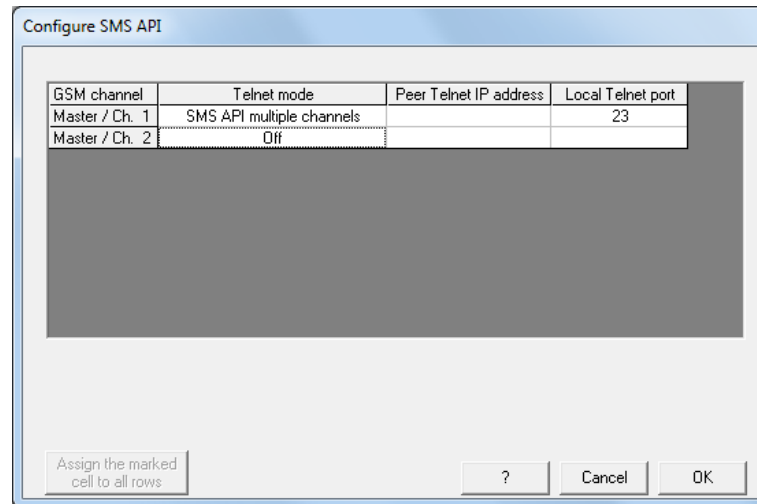 Configure SMS API
GSM channel Telnet mode Peer Telnet IP address Local Telnet port
Master / Ch. 1 SMS API multiple channels 23
Master / Ch. 2 Off
Assign the marked
cell to all rows
? Cancel OK